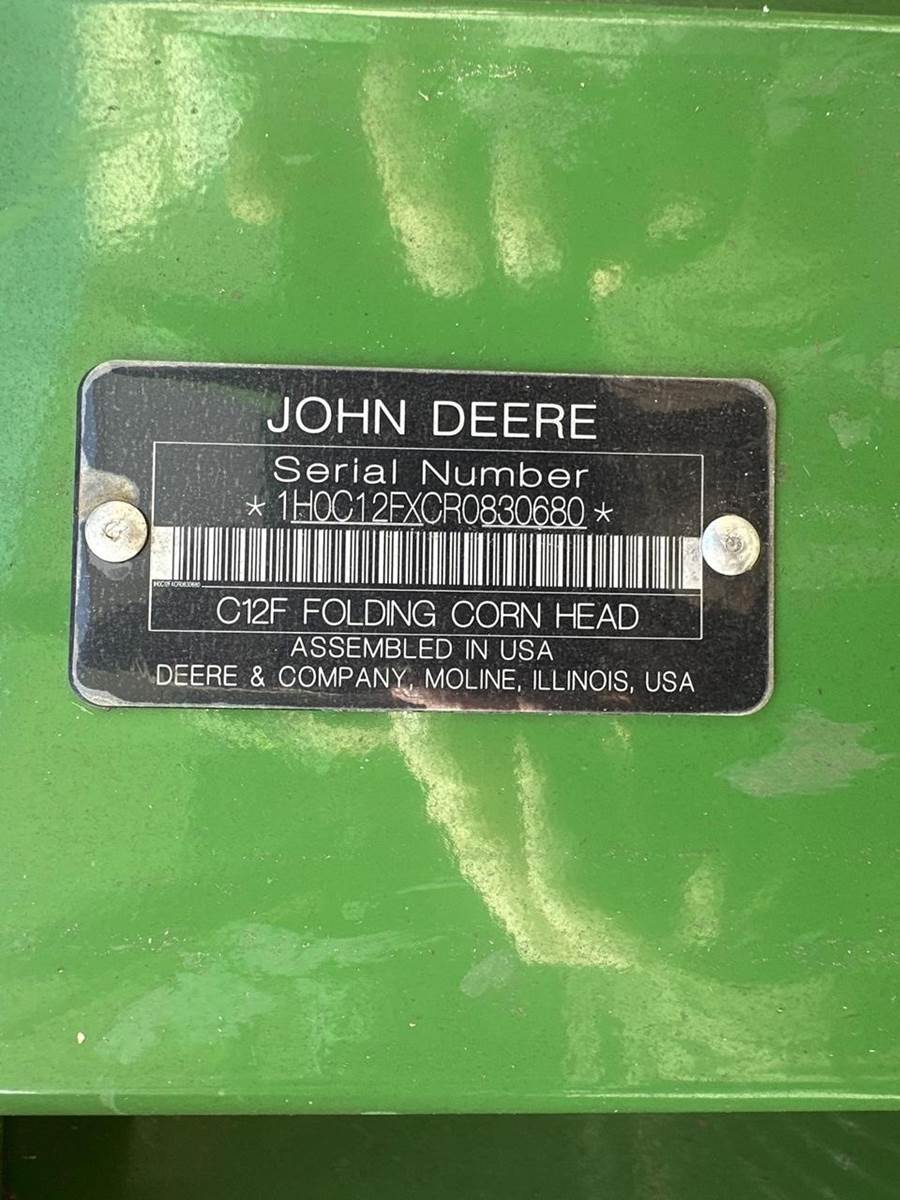 JOHN DEERE
Serial Number
* 1H0C12FXCR0830680 *
C12F FOLDING CORN HEAD
ASSEMBLED IN USA
DEERE & COMPANY, MOLINE, ILLINOIS, USA